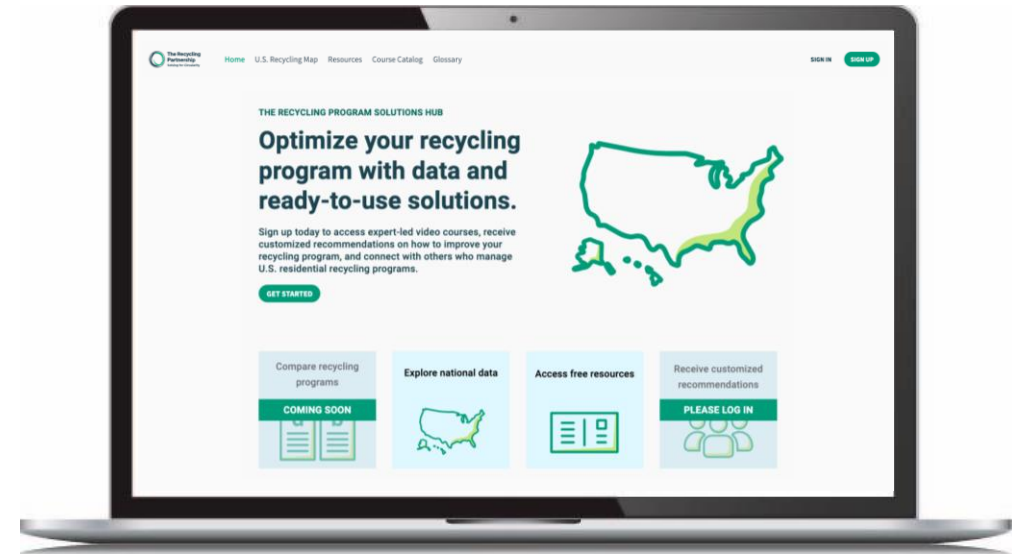 The Recycling
Partnership
Home U.S. Recycling Map Resources Course Catalog Glossary
SIGN IN SIGN UP
THE RECYCLING PROGRAM SOLUTIONS HUB
Optimize your recycling
program with data and
ready-to-use solutions.
Sign up today to access expert-led video courses, receive
customized recommendations on how to improve your
recycling program, and connect with others who manage
U.S. residential recycling programs.
GET STARTED
Compare recycling
programs
COMING SOON
a b
Explore national data
Access free resources
Receive customized
recommendations
PLEASE LOG IN